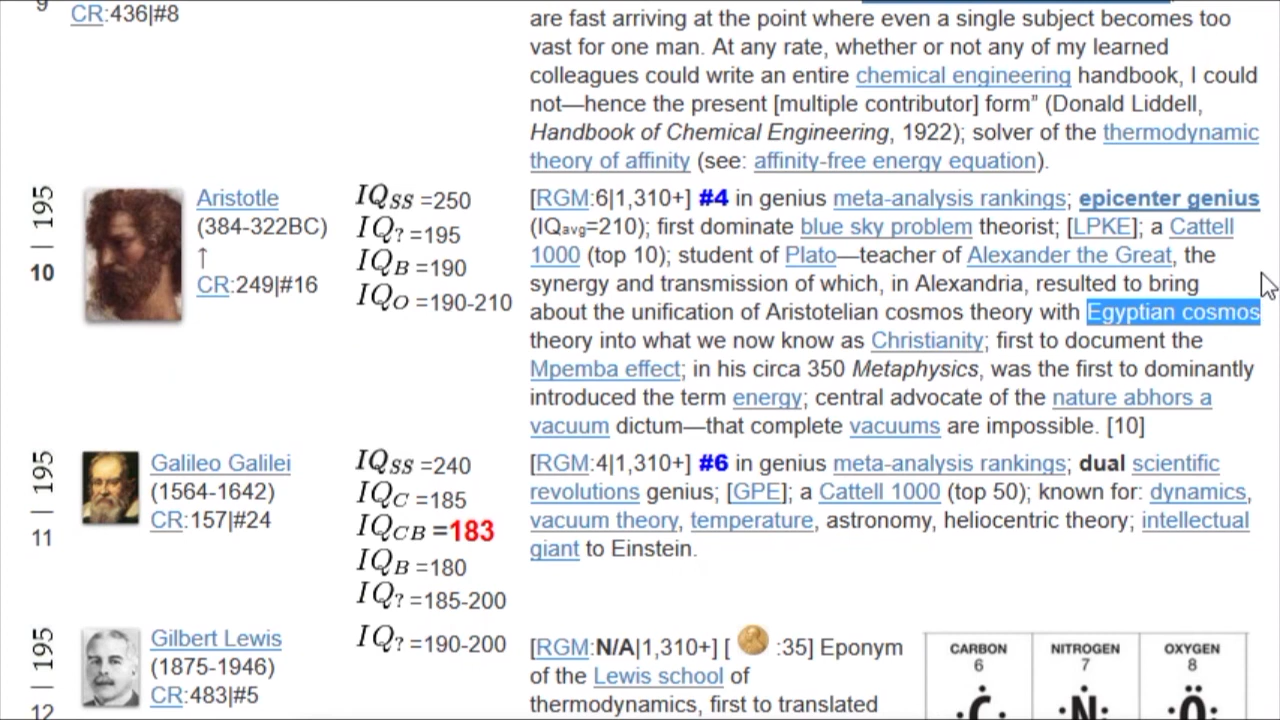 9
CR:436|#8
are fast arriving at the point where even a single subject becomes too
vast for one man. At any rate, whether or not any of my learned
colleagues could write an entire chemical engineering handbook, I could
not—hence the present [multiple contributor] form” (Donald Liddell,
Handbook of Chemical Engineering, 1922); solver of the thermodynamic
theory of affinity (see: affinity-free energy equation).
195 | 10
Aristotle
(384-322BC)
↑
CR:249|#16
IQSS =250
IQ? =195
IQB =190
IQO =190-210
[RGM:6|1,310+] #4 in genius meta-analysis rankings; epicenter genius
(IQavg=210); first dominate blue sky problem theorist; [LPKE]; a Cattell
1000 (top 10); student of Plato—teacher of Alexander the Great, the
synergy and transmission of which, in Alexandria, resulted to bring
about the unification of Aristotelian cosmos theory with Egyptian cosmos
theory into what we now know as Christianity; first to document the
Mpemba effect; in his circa 350 Metaphysics, was the first to dominantly
introduced the term energy; central advocate of the nature abhors a
vacuum dictum—that complete vacuums are impossible. [10]
195 | 11
Galileo Galilei
(1564-1642)
CR:157|#24
IQSS =240
IQC =185
IQCB =183
IQB =180
IQ? =185-200
[RGM:4|1,310+] #6 in genius meta-analysis rankings; dual scientific
revolutions genius; [GPE]; a Cattell 1000 (top 50); known for: dynamics,
vacuum theory, temperature, astronomy, heliocentric theory; intellectual
giant to Einstein.
195 | 12
Gilbert Lewis
(1875-1946)
CR:483|#5
IQ? =190-200
[RGM:N/A|1,310+] [ :35] Eponym
of the Lewis school of
thermodynamics, first to translated
CARBON
6
C
NITROGEN
7
N
OXYGEN
8
O